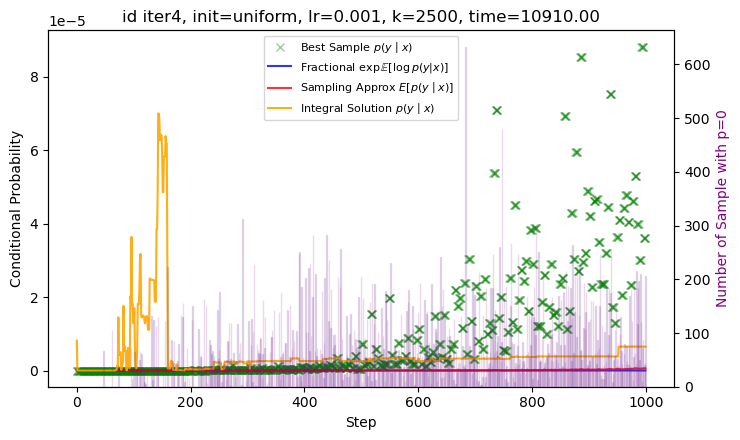 id iter4, init=uniform, lr=0.001, k=2500, time=10910.00
1e−5
Best Sample p(y | x)
Fractional exp𝔼[log p(y|x)]
Sampling Approx E[p(y | x)]
Integral Solution p(y | x)
8
6
4
2
0
Conditional Probability
600
500
400
300
200
100
0
Number of Sample with p=0
0 200 400 600 800 1000
Step